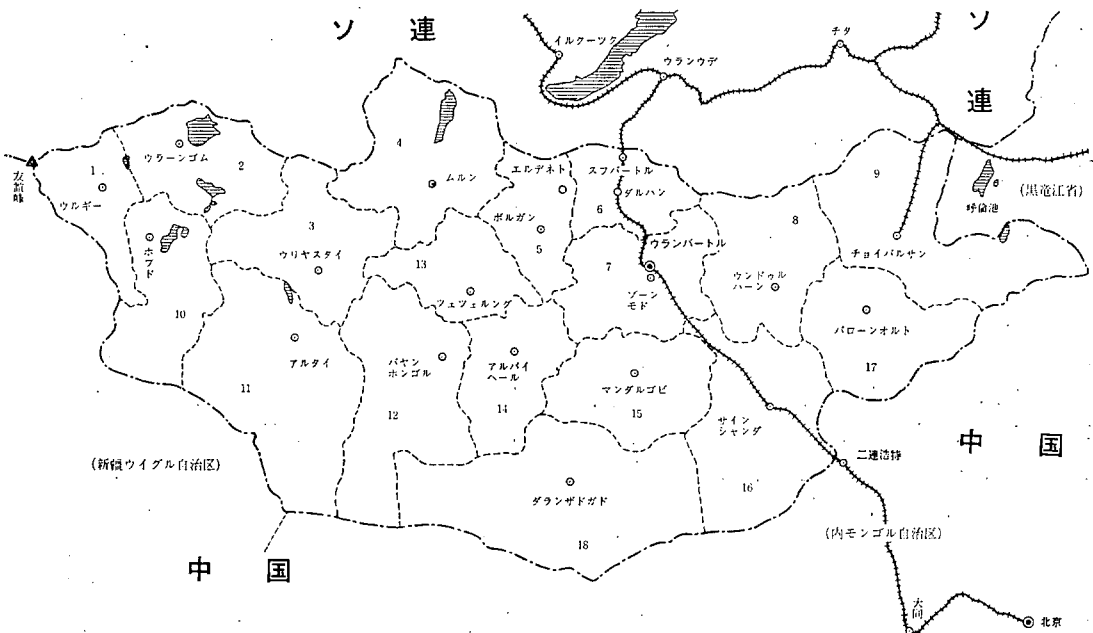 ソ 連
ソ
連
イルクーツク
ウランウデ
チタ
友誼峰
1
ウルギー
ウラーンゴム
2
4
ムルン
エルデネト
スフバートル
ダルハン
6
9
呼倫池
(黒竜江省)
ホブド
3
ウリヤスタイ
ボルガン
5
ウランバートル
7
ゾーン
モド
8
ウンドゥル
ハーン
チョイバルサン
13
ツェツェルング
10
バローンオルト
17
アルタイ
11
バヤン
ホンゴル
12
アルバイ
ヘール
14
マンダルゴビ
15
サイン
シャンダ
16
中 国
(新疆ウイグル自治区)
二連浩特
ダランザドガド
18
(内モンゴル自治区)
中 国
大同
北京